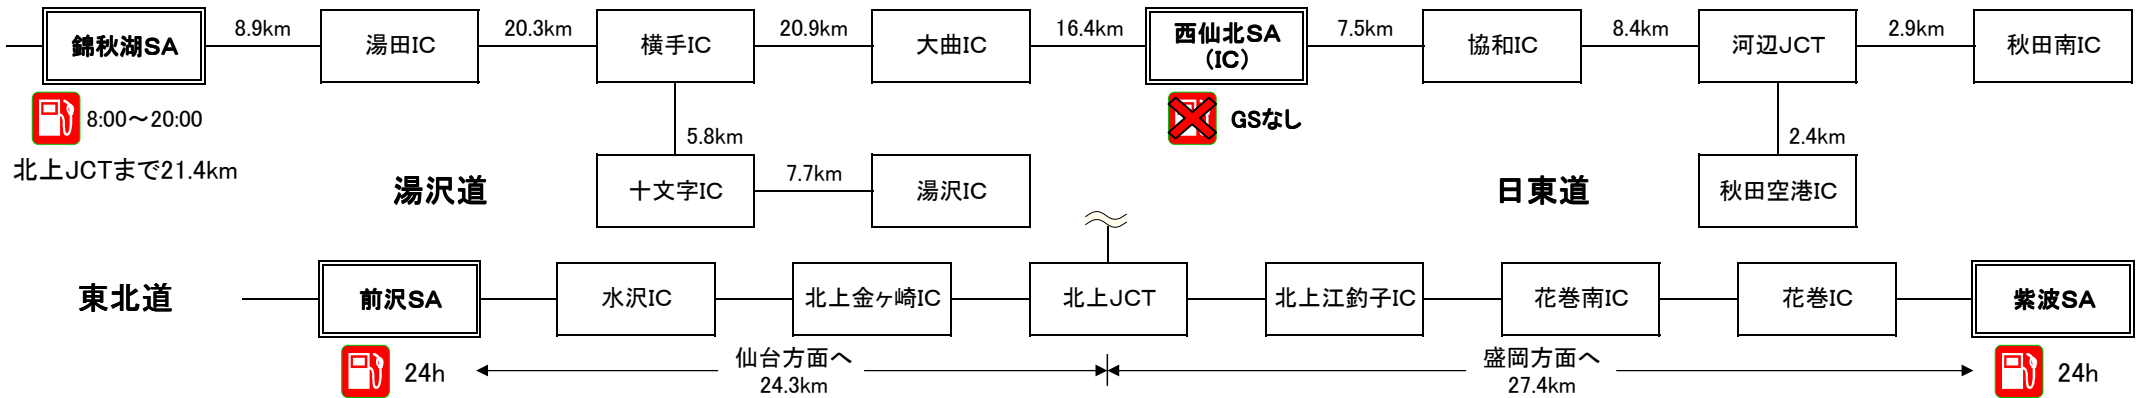 8.9km
20.3km
20.9km
16.4km
7.5km
8.4km
2.9km
錦秋湖SA
湯田IC
横手IC
大曲IC
西仙北SA
（IC）
協和IC
河辺JCT
秋田南IC
8:00～20:00
GSなし
北上JCTまで21.4km
5.8km
2.4km
湯沢道
十文字IC
7.7km
湯沢IC
日東道
秋田空港IC
東北道
前沢SA
水沢IC
北上金ヶ崎IC
北上JCT
北上江釣子IC
花巻南IC
花巻IC
紫波SA
24h
仙台方面へ
24.3km
盛岡方面へ
27.4km
24h